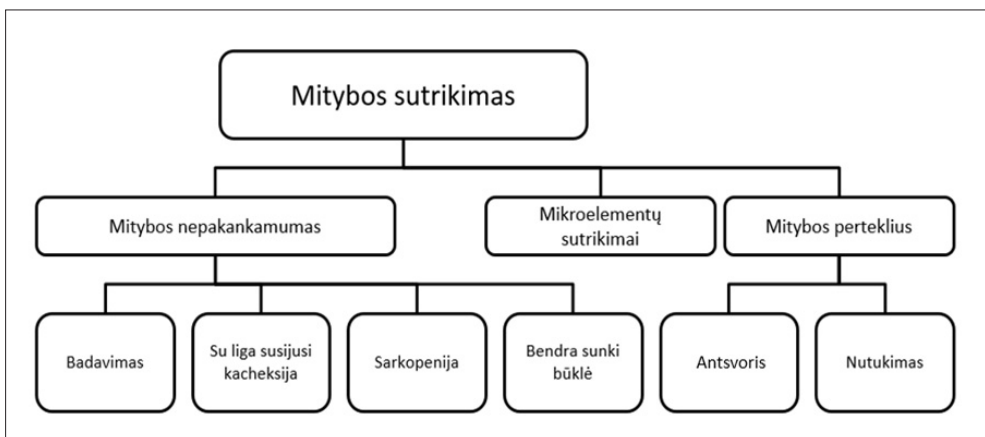 Mitybos sutrikimas
Mitybos nepakankamumas
Mikroelementų
sutrikimai
Mitybos perteklius
Badavimas
Su liga susijusi
kacheksija
Sarkopenija
Bendra sunki
būklė
Antsvoris
Nutukimas